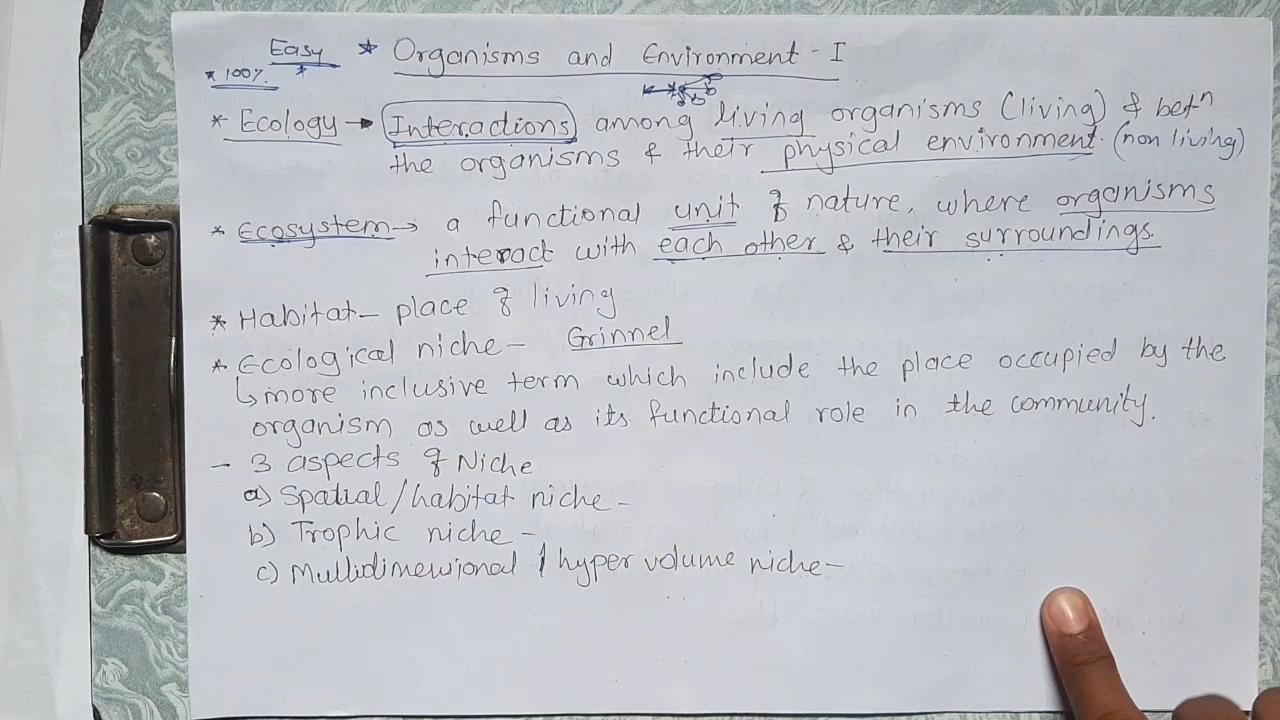 Easy * Organisms and Environment - I
* 100%.
* Ecology → Interactions among living organisms (living) & betn
the organisms & their physical environment. (non living)
* Ecosystem → a functional unit of nature, where organisms
interact with each other & their surroundings.
* Habitat - place of living
* Ecological niche - Grinnel
↳ more inclusive term which include the place occupied by the
organism as well as its functional role in the community.
- 3 aspects of Niche
a) Spatial/habitat niche -
b) Trophic niche -
c) Multidimensional / hyper volume niche -